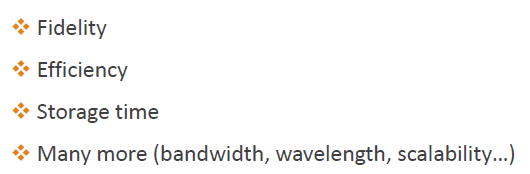 Fidelity
Efficiency
Storage time
Many more (bandwidth, wavelength, scalability…)